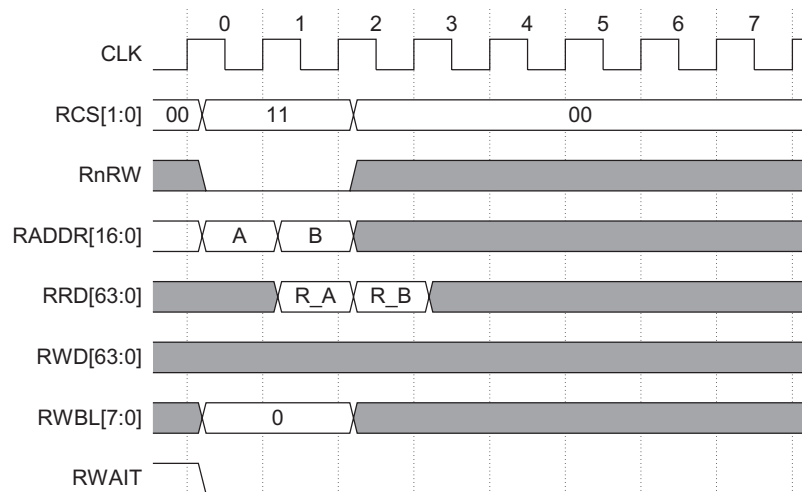 0 1 2 3 4 5 6 7
CLK
RCS[1:0] 00 11 00
RnRW
RADDR[16:0] A B
RRD[63:0] R_A R_B
RWD[63:0]
RWBL[7:0] 0
RWAIT